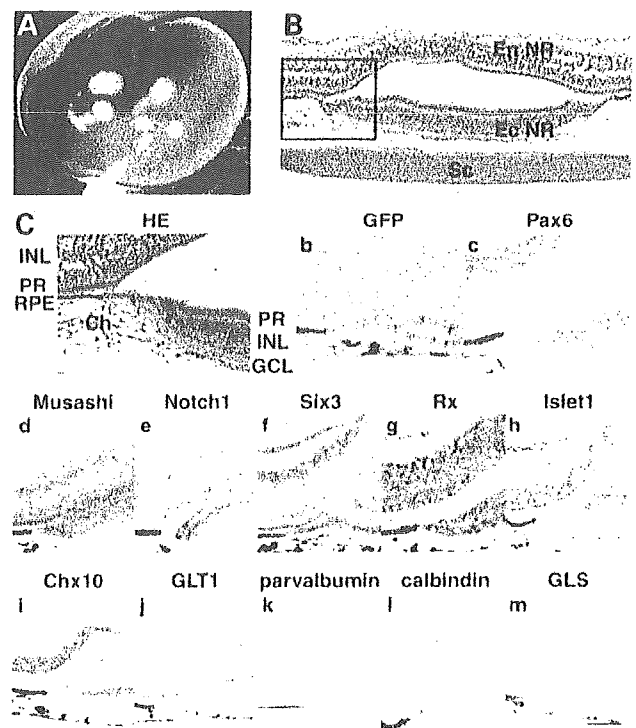 A
B
En NR
Ec NR
Sc
C
HE
GFP
Pax6
INL
PR
RPE
Ch
b
c
PR
INL
GCL
Musashi
Notch1
Six3
Rx
Islet1
d
e
f
g
h
Chx10
GLT1
parvalbumin
calbindin
GLS
i
j
k
l
m